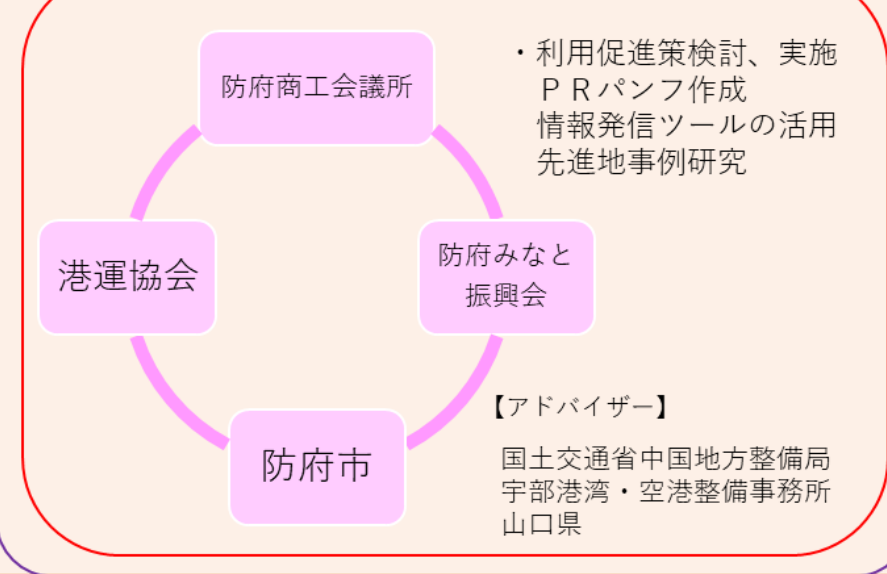 防府商工会議所
・利用促進策検討、実施
ＰＲパンフ作成
情報発信ツールの活用
先進地事例研究
港運協会
防府みなと
振興会
防府市
【アドバイザー】
国土交通省中国地方整備局
宇部港湾・空港整備事務所
山口県